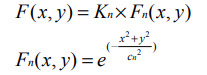 F(x, y) = Kₙ × Fₙ(x, y)
Fₙ(x, y) = e^(−(x²+y²)/cₙ²)